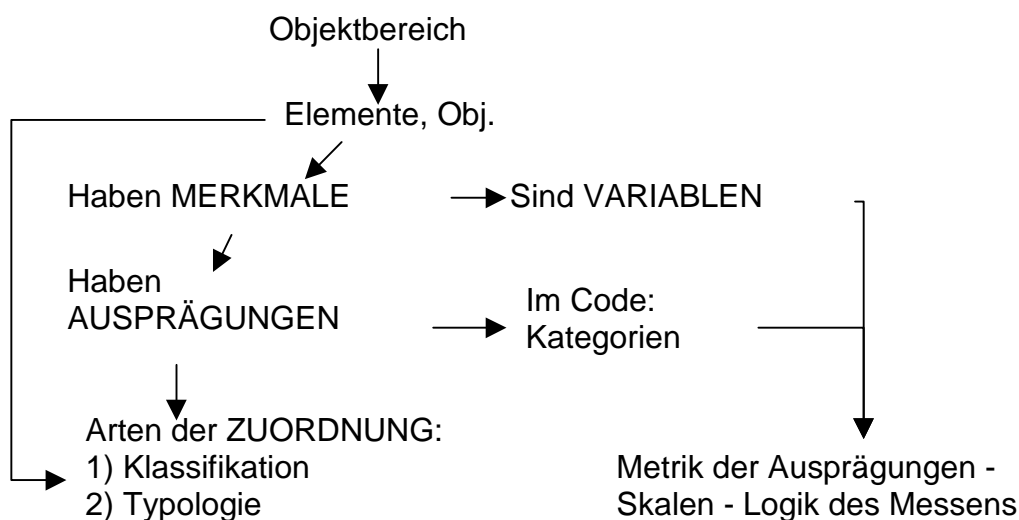 Objektbereich
Elemente, Obj.
Haben MERKMALE
Sind VARIABLEN
Haben
AUSPRÄGUNGEN
Im Code:
Kategorien
Arten der ZUORDNUNG:
1) Klassifikation
2) Typologie
Metrik der Ausprägungen -
Skalen - Logik des Messens